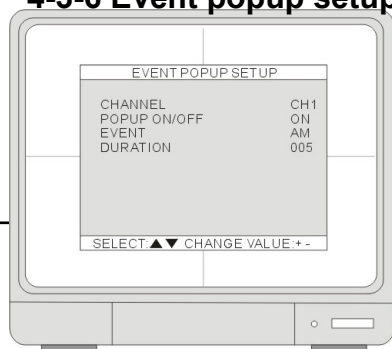 4-3-6 Event popup setup
EVENT POPUP SETUP
CHANNEL CH1
POPUP ON/OFF ON
EVENT AM
DURATION 005
SELECT:▲▼ CHANGE VALUE:+ -